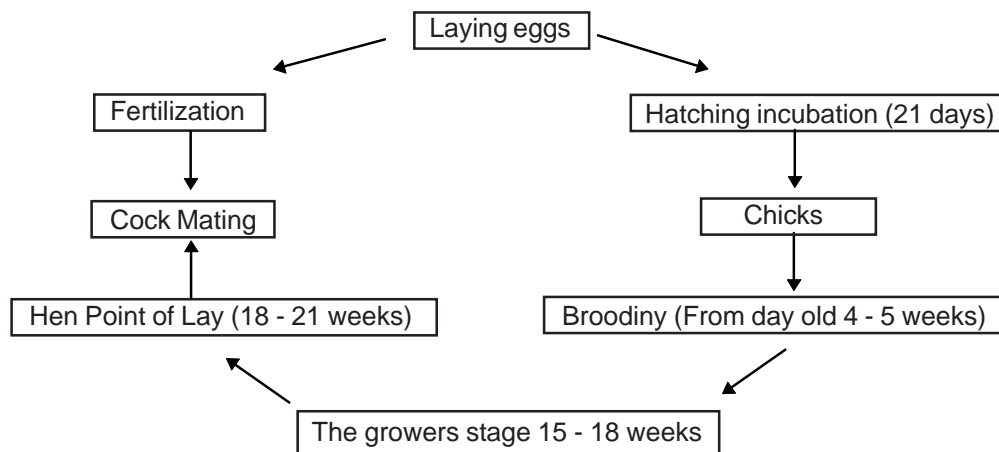 Laying eggs
Fertilization
Hatching incubation (21 days)
Cock Mating
Chicks
Hen Point of Lay (18 - 21 weeks)
Broodiny (From day old 4 - 5 weeks)
The growers stage 15 - 18 weeks